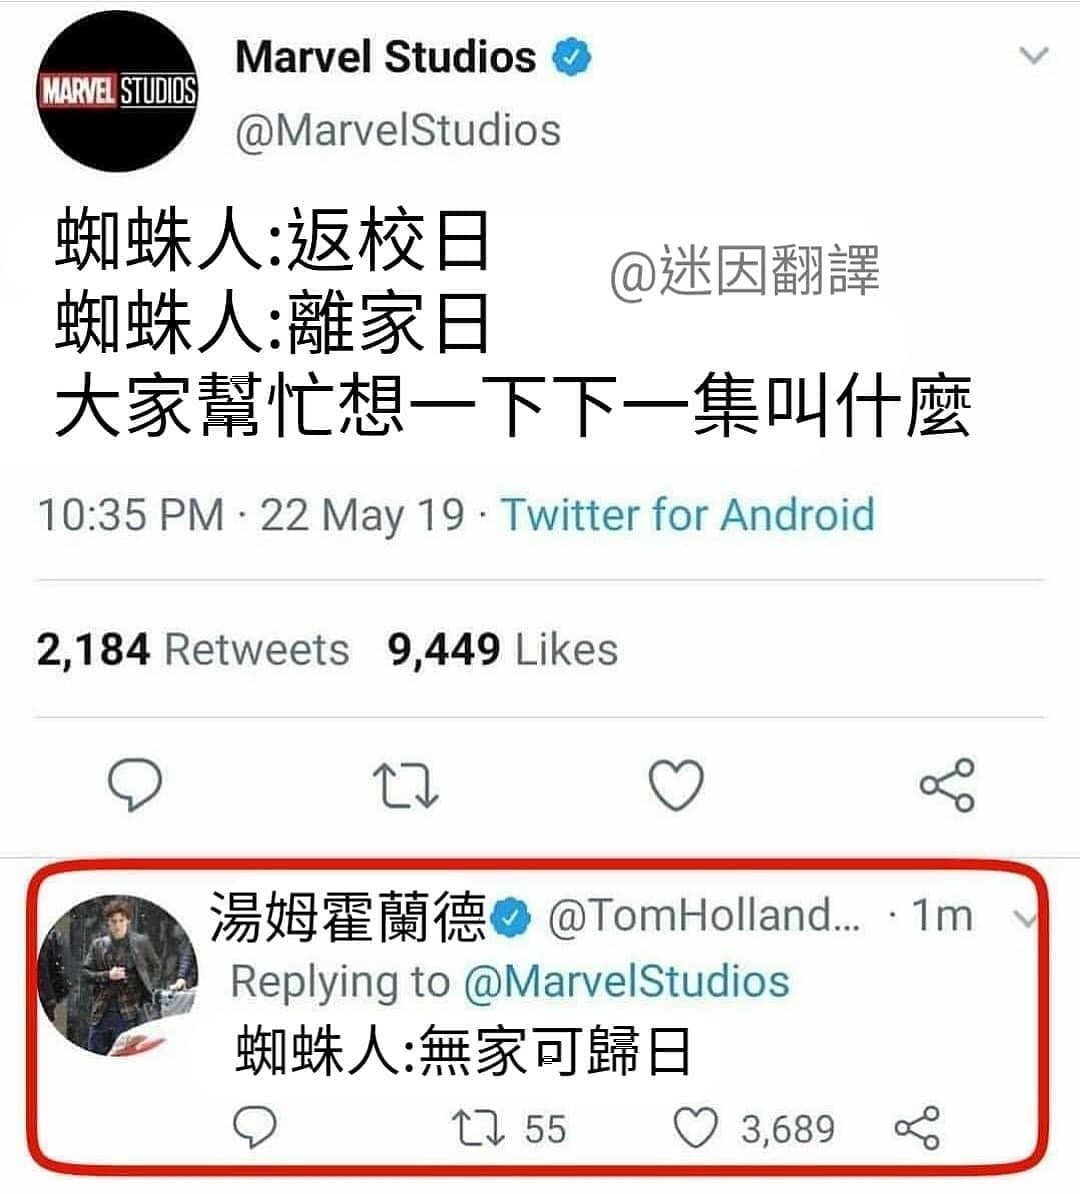 MARVEL STUDIOS
Marvel Studios
@MarvelStudios
蜘蛛人:返校日
@迷因翻譯
蜘蛛人:離家日
大家幫忙想一下下一集叫什麼
10:35 PM · 22 May 19 · Twitter for Android
2,184 Retweets 9,449 Likes
湯姆霍蘭德 @TomHolland... · 1m
Replying to @MarvelStudios
蜘蛛人:無家可歸日
55 3,689